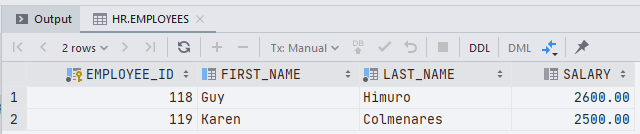 Output HR.EMPLOYEES
2 rows Tx: Manual DB DDL DML
EMPLOYEE_ID FIRST_NAME LAST_NAME SALARY
1 118 Guy Himuro 2600.00
2 119 Karen Colmenares 2500.00